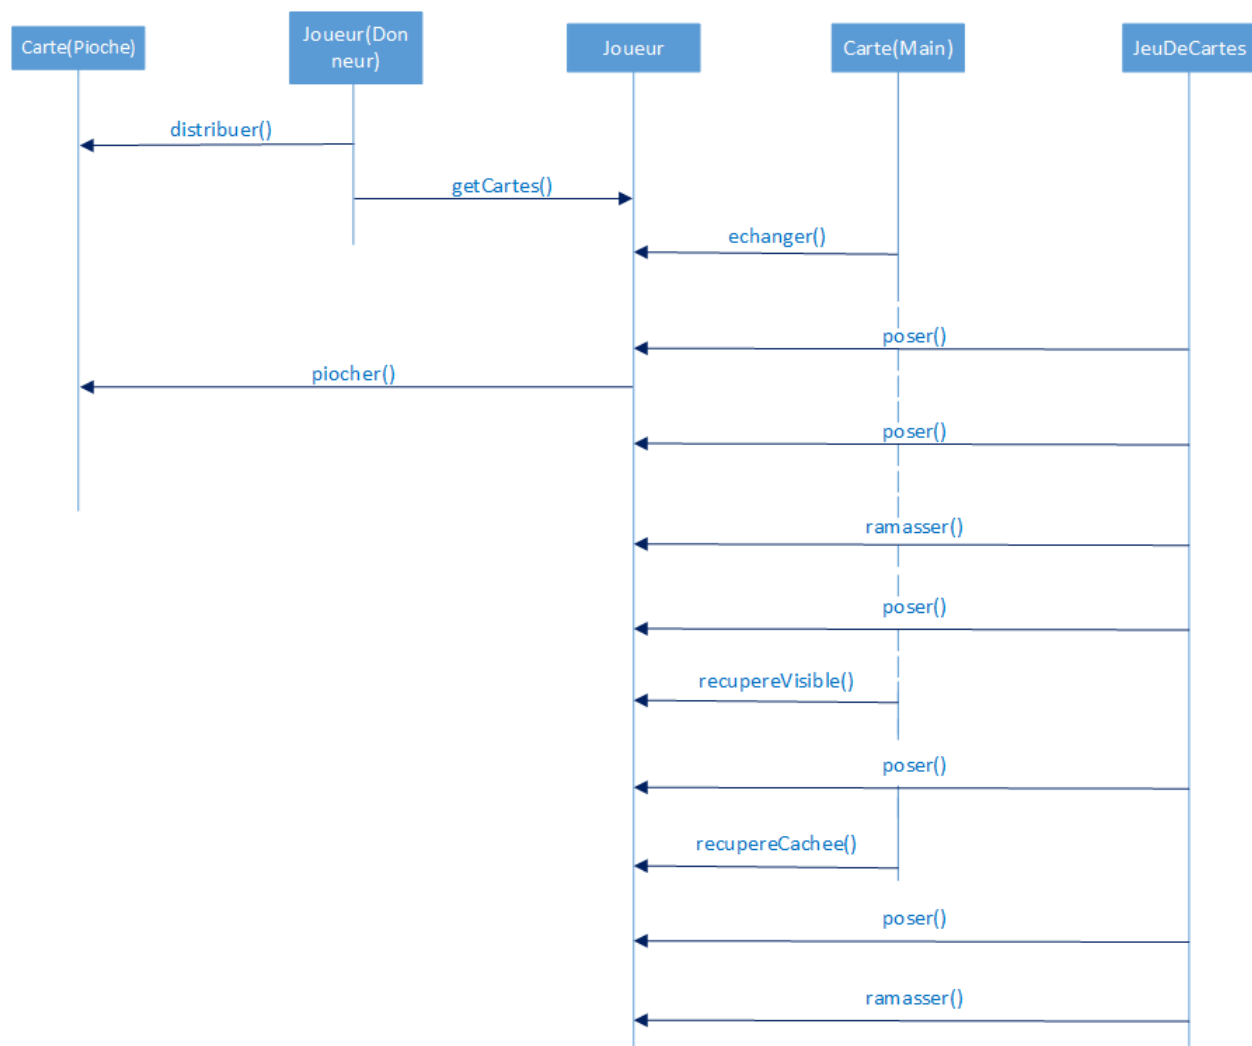 Carte(Pioche)
Joueur(Don
neur)
Joueur
Carte(Main)
JeuDeCartes
distribuer()
getCartes()
echanger()
poser()
piocher()
poser()
ramasser()
poser()
recupereVisible()
poser()
recupereCachee()
poser()
ramasser()